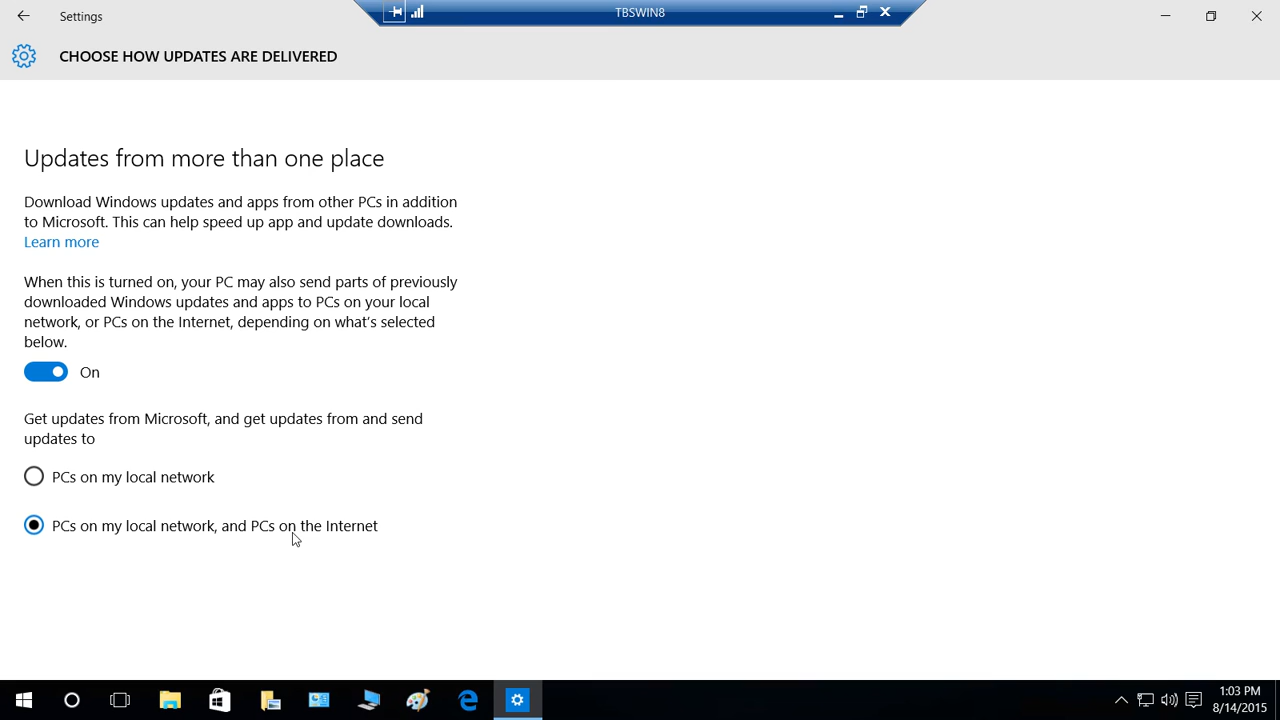 Settings
TBSWIN8
CHOOSE HOW UPDATES ARE DELIVERED
Updates from more than one place
Download Windows updates and apps from other PCs in addition
to Microsoft. This can help speed up app and update downloads.
Learn more
When this is turned on, your PC may also send parts of previously
downloaded Windows updates and apps to PCs on your local
network, or PCs on the Internet, depending on what's selected
below.
On
Get updates from Microsoft, and get updates from and send
updates to
PCs on my local network
PCs on my local network, and PCs on the Internet
1:03 PM
8/14/2015